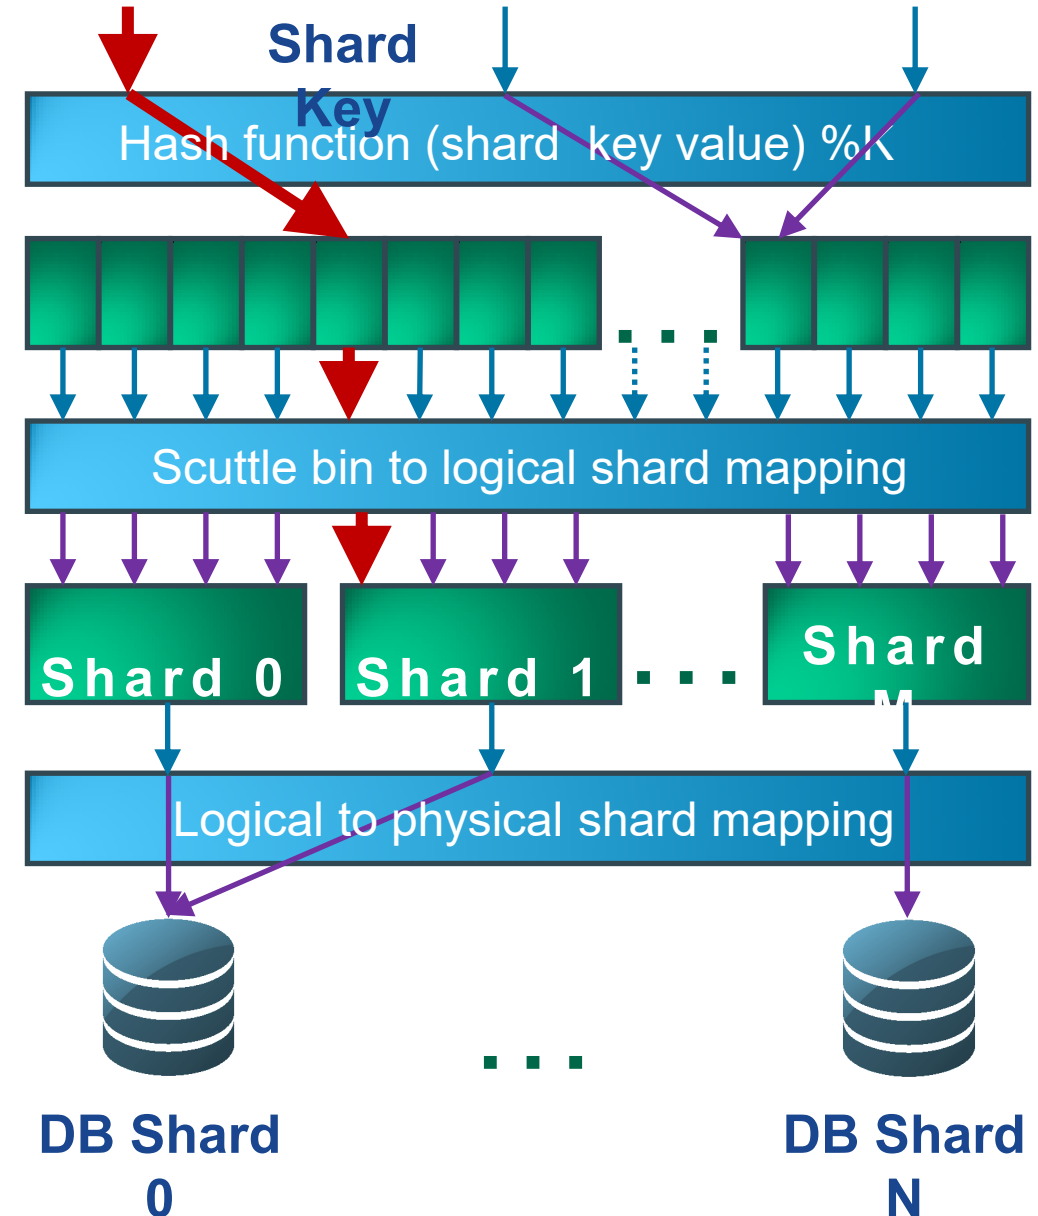 Shard
Key
Hash function (shard key value) %K
. . .
Scuttle bin to logical shard mapping
Shard 0
Shard 1
. . .
Shard
M
Logical to physical shard mapping
. . .
DB Shard
0
DB Shard
N